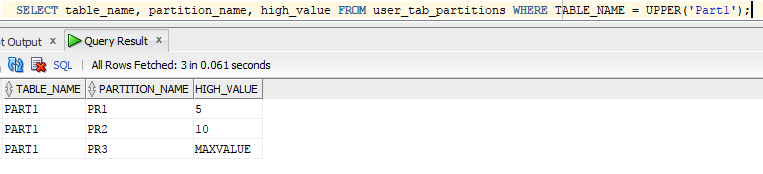 SELECT table_name, partition_name, high_value FROM user_tab_partitions WHERE TABLE_NAME = UPPER('Part1');
t Output x Query Result x
SQL | All Rows Fetched: 3 in 0.061 seconds
TABLE_NAME PARTITION_NAME HIGH_VALUE
PART1 PR1 5
PART1 PR2 10
PART1 PR3 MAXVALUE